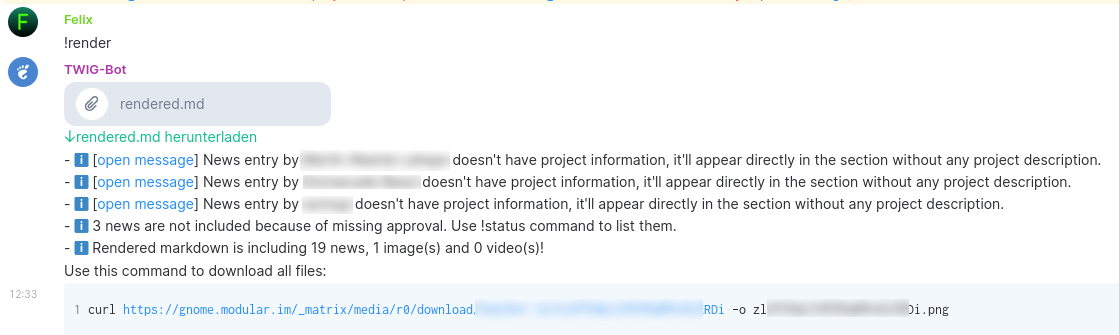 Felix
!render
TWIG-Bot
rendered.md
rendered.md herunterladen
- [open message] News entry by doesn't have project information, it'll appear directly in the section without any project description.
- [open message] News entry by doesn't have project information, it'll appear directly in the section without any project description.
- [open message] News entry by doesn't have project information, it'll appear directly in the section without any project description.
- 3 news are not included because of missing approval. Use !status command to list them.
- Rendered markdown is including 19 news, 1 image(s) and 0 video(s)!
Use this command to download all files:
12:33
1 curl https://gnome.modular.im/_matrix/media/r0/download/ RDi -o zl Di.png